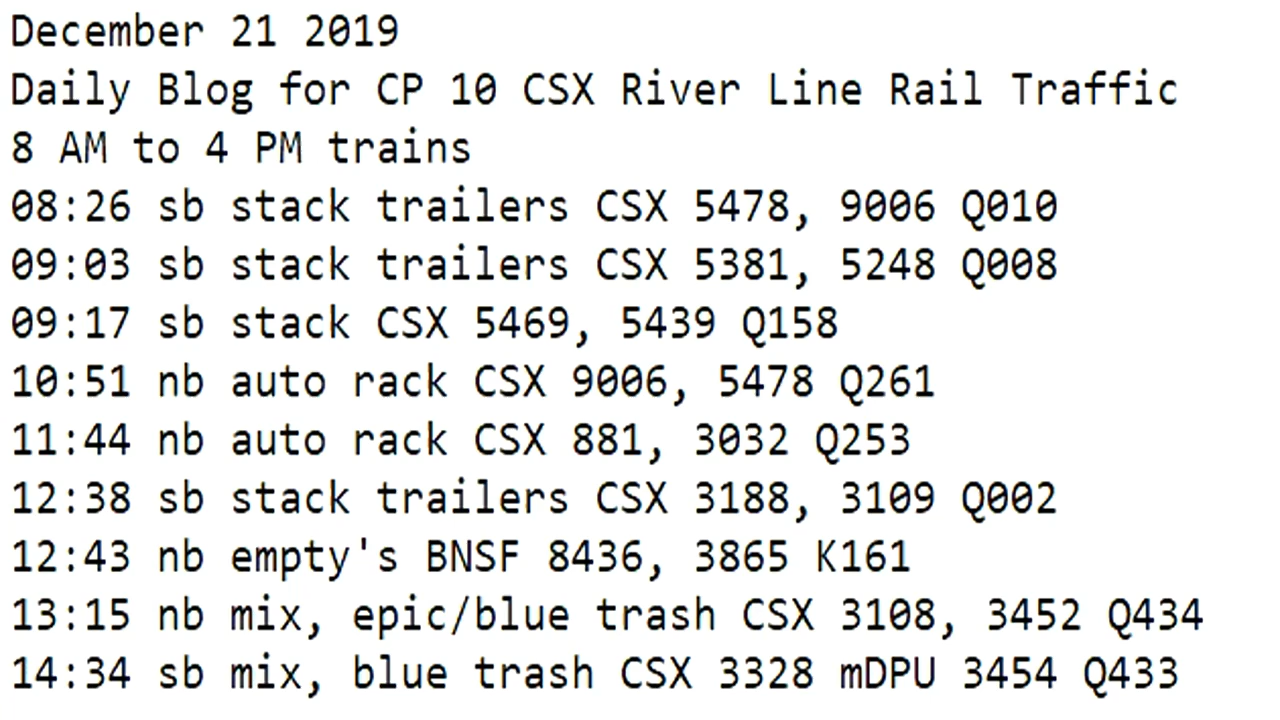 December 21 2019
Daily Blog for CP 10 CSX River Line Rail Traffic
8 AM to 4 PM trains
08:26 sb stack trailers CSX 5478, 9006 Q010
09:03 sb stack trailers CSX 5381, 5248 Q008
09:17 sb stack CSX 5469, 5439 Q158
10:51 nb auto rack CSX 9006, 5478 Q261
11:44 nb auto rack CSX 881, 3032 Q253
12:38 sb stack trailers CSX 3188, 3109 Q002
12:43 nb empty's BNSF 8436, 3865 K161
13:15 nb mix, epic/blue trash CSX 3108, 3452 Q434
14:34 sb mix, blue trash CSX 3328 mDPU 3454 Q433